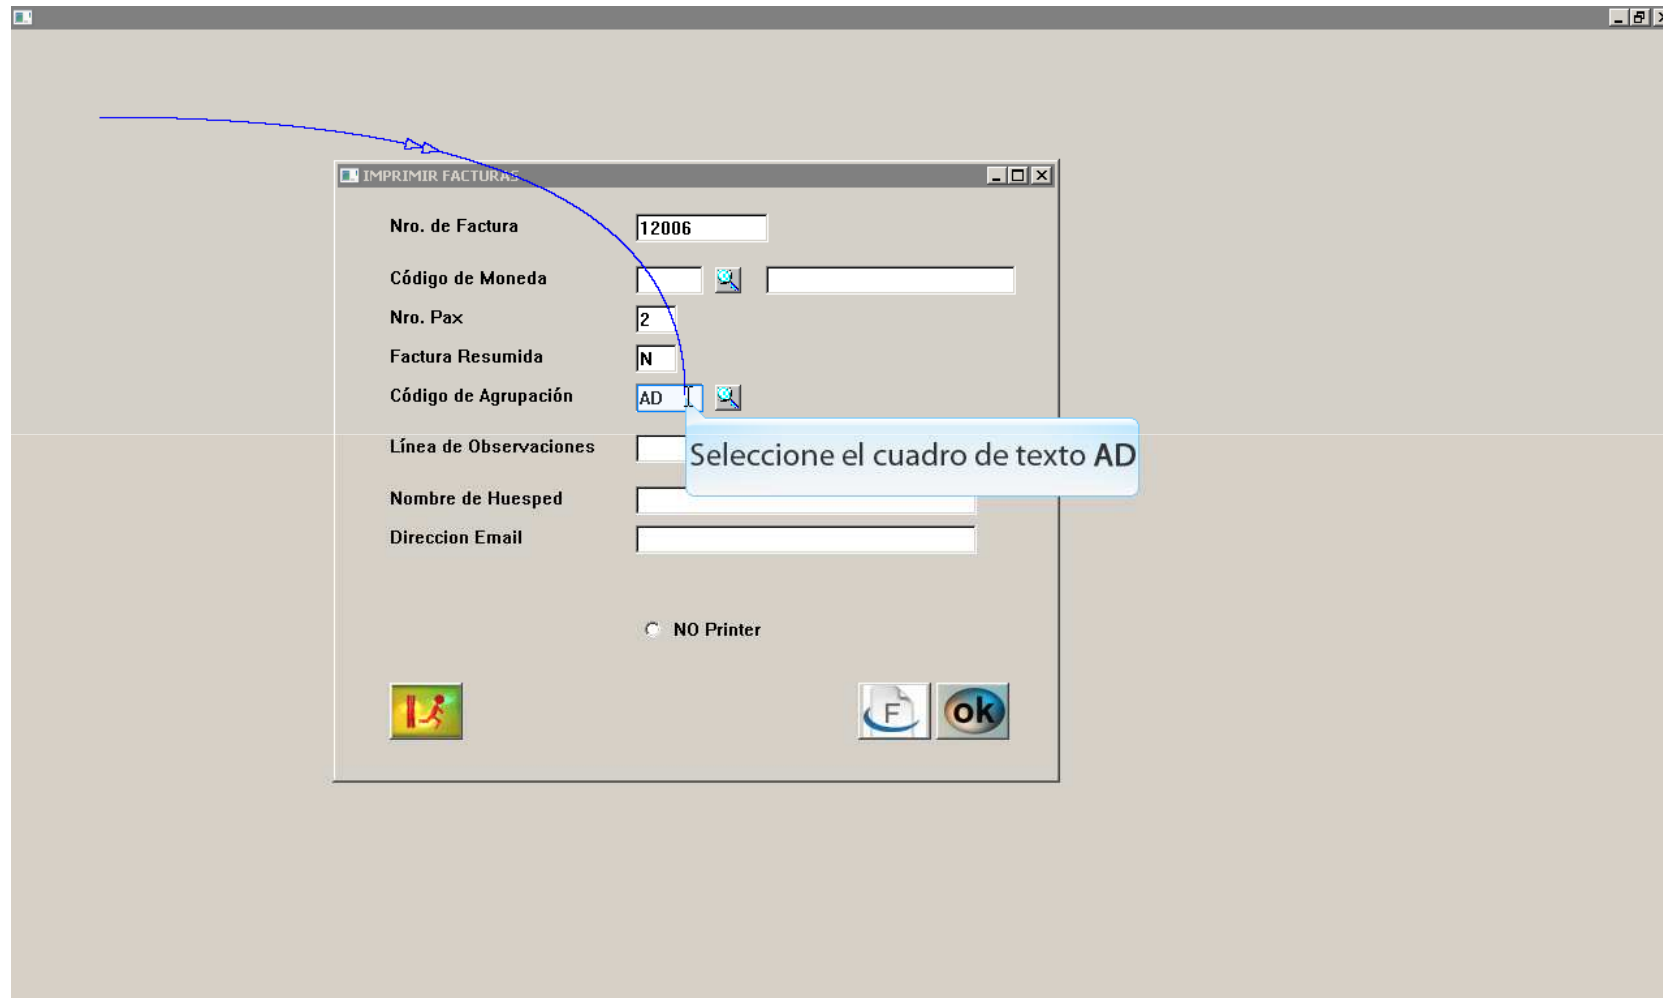 IMPRIMIR FACTURAS
Nro. de Factura 12006
Código de Moneda
Nro. Pax 2
Factura Resumida N
Código de Agrupación AD
Línea de Observaciones
Seleccione el cuadro de texto AD
Nombre de Huesped
Direccion Email
NO Printer
F ok